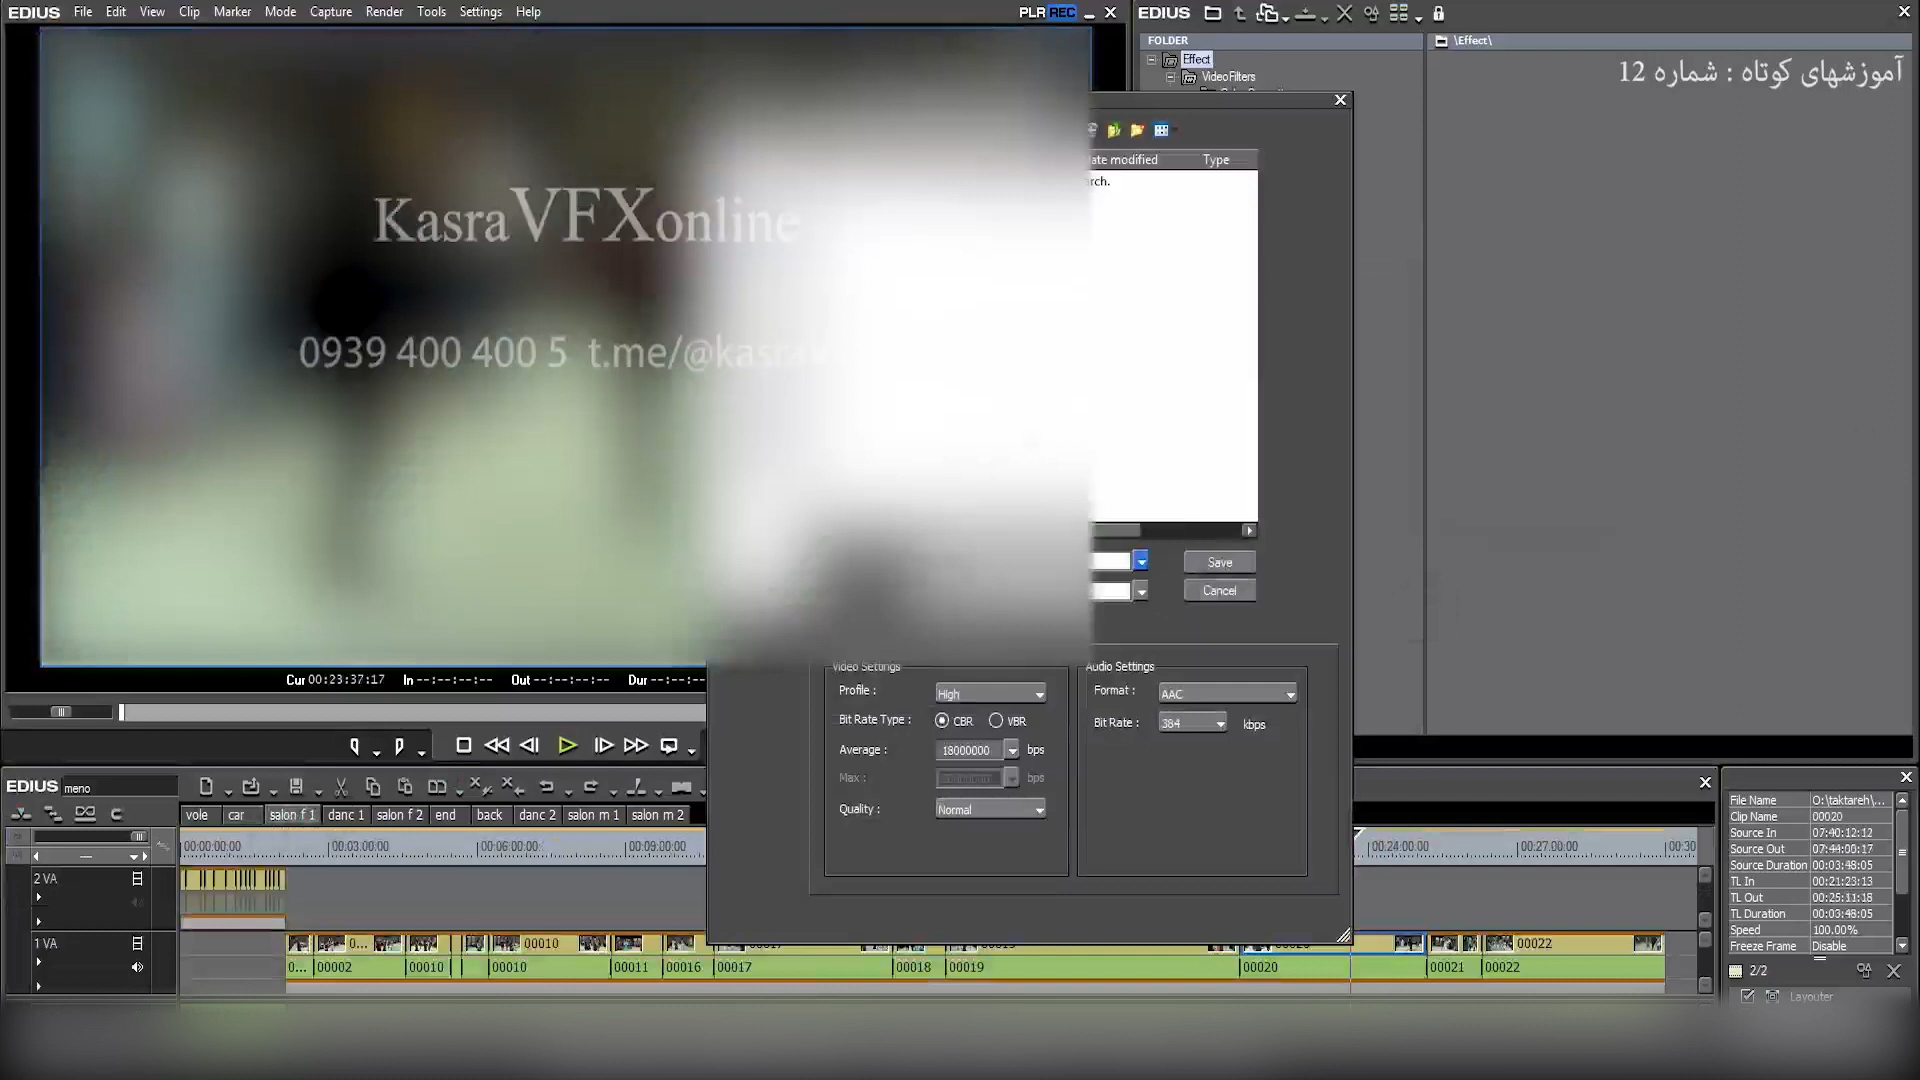 EDIUS File Edit View Clip Marker Mode Capture Render Tools Settings Help
PLR REC
EDIUS
FOLDER
\Effect\
Effect
VideoFilters
آموزشهای کوتاه : شماره 12
KasraVFXonline
0939 400 400 5 t.me/@kasrav
ate modified Type
rch.
Save
Cancel
Cur 00:23:37:17 In --:--:--:-- Out --:--:--:-- Dur --:--:--:--
Video Settings
Profile : High
Bit Rate Type : CBR VBR
Average : 18000000 bps
Max : bps
Quality : Normal
Audio Settings
Format : AAC
Bit Rate : 384 kbps
EDIUS meno
vole car salon f 1 danc 1 salon f 2 end back danc 2 salon m 1 salon m 2
00:00:00:00 00:03:00:00 00:06:00:00 00:09:00:00 00:24:00:00 00:27:00:00 00:30
2 VA
1 VA
0... 00010 00022
0... 00002 00010 00010 00011 00016 00017 00018 00019 00020 00021 00022
File Name O:\taktareh\...
Clip Name 00020
Source In 07:40:12:12
Source Out 07:44:00:17
Source Duration 00:03:48:05
TL In 00:21:23:13
TL Out 00:25:11:18
TL Duration 00:03:48:05
Speed 100.00%
Freeze Frame Disable
2/2
Layouter